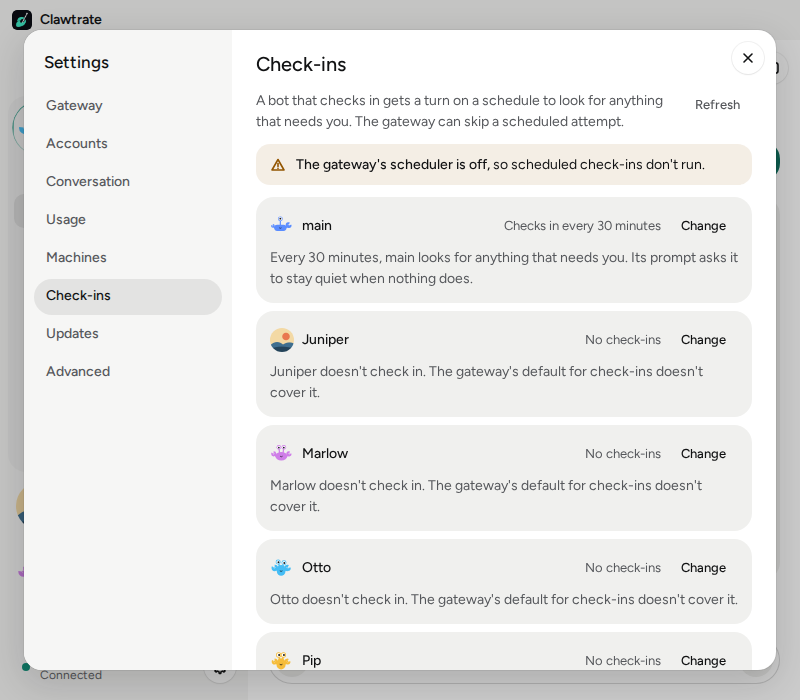 Clawtrate
Settings
Gateway
Accounts
Conversation
Usage
Machines
Check-ins
Updates
Advanced
Check-ins
A bot that checks in gets a turn on a schedule to look for anything
that needs you. The gateway can skip a scheduled attempt.
Refresh
The gateway's scheduler is off, so scheduled check-ins don't run.
main
Checks in every 30 minutes
Change
Every 30 minutes, main looks for anything that needs you. Its prompt asks it
to stay quiet when nothing does.
Juniper
No check-ins
Change
Juniper doesn't check in. The gateway's default for check-ins doesn't
cover it.
Marlow
No check-ins
Change
Marlow doesn't check in. The gateway's default for check-ins doesn't
cover it.
Otto
No check-ins
Change
Otto doesn't check in. The gateway's default for check-ins doesn't cover it.
Pip
No check-ins
Change
Connected